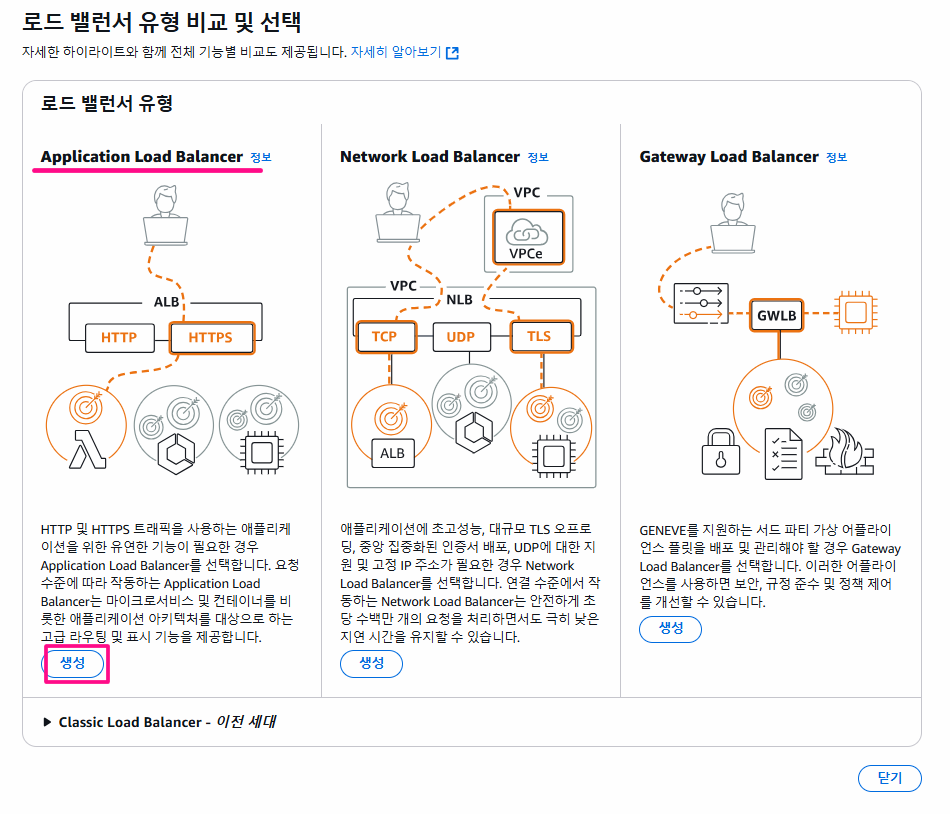 로드 밸런서 유형 비교 및 선택
자세한 하이라이트와 함께 전체 기능별 비교도 제공됩니다. 자세히 알아보기
로드 밸런서 유형
Application Load Balancer 정보
ALB
HTTP
HTTPS
HTTP 및 HTTPS 트래픽을 사용하는 애플리케
이션을 위한 유연한 기능이 필요한 경우
Application Load Balancer를 선택합니다. 요청
수준에 따라 작동하는 Application Load
Balancer는 마이크로서비스 및 컨테이너를 비
롯한 애플리케이션 아키텍처를 대상으로 하는
고급 라우팅 및 표시 기능을 제공합니다.
생성
Network Load Balancer 정보
VPC
VPCe
VPC
NLB
TCP
UDP
TLS
ALB
애플리케이션에 초고성능, 대규모 TLS 오프로
딩, 중앙 집중화된 인증서 배포, UDP에 대한 지
원 및 고정 IP 주소가 필요한 경우 Network
Load Balancer를 선택합니다. 연결 수준에서 작
동하는 Network Load Balancer는 안전하게 초
당 수백만 개의 요청을 처리하면서도 극히 낮은
지연 시간을 유지할 수 있습니다.
생성
Gateway Load Balancer 정보
GWLB
GENEVE를 지원하는 서드 파티 가상 어플라이
언스 플릿을 배포 및 관리해야 할 경우 Gateway
Load Balancer를 선택합니다. 이러한 어플라이
언스를 사용하면 보안, 규정 준수 및 정책 제어
를 개선할 수 있습니다.
생성
Classic Load Balancer - 이전 세대
닫기